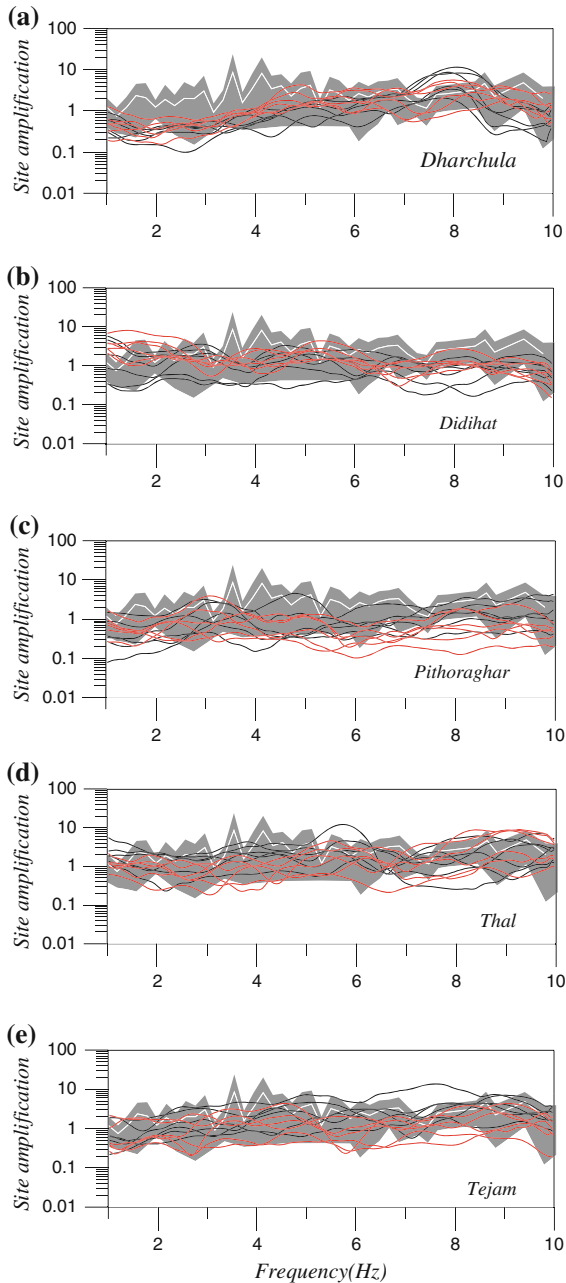 (a)
100
10
1
0.1
0.01
Site amplification
Dharchula
2 4 6 8 10
(b)
100
10
1
0.1
0.01
Site amplification
Didihat
2 4 6 8 10
(c)
100
10
1
0.1
0.01
Site amplification
Pithoraghar
2 4 6 8 10
(d)
100
10
1
0.1
0.01
Site amplification
Thal
2 4 6 8 10
(e)
100
10
1
0.1
0.01
Site amplification
Tejam
2 4 6 8 10
Frequency(Hz)